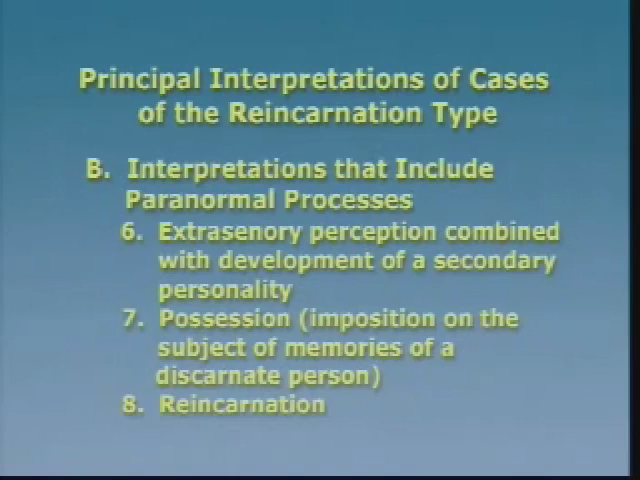 Principal Interpretations of Cases
of the Reincarnation Type
B. Interpretations that Include
Paranormal Processes
6. Extrasenory perception combined
with development of a secondary
personality
7. Possession (imposition on the
subject of memories of a
discarnate person)
8. Reincarnation